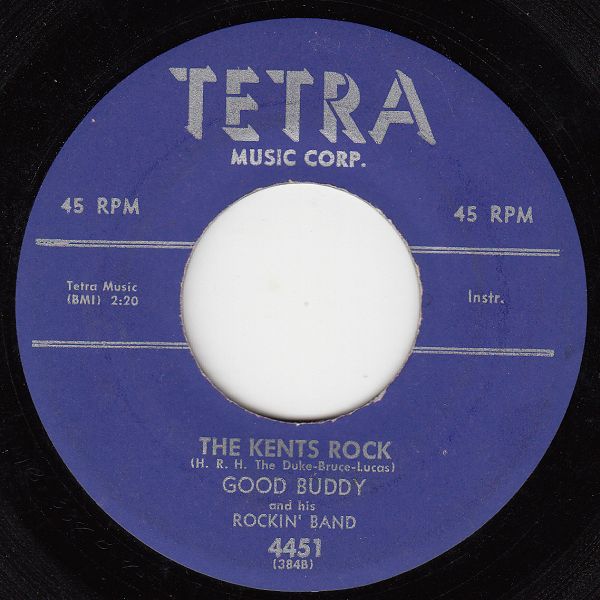 TETRA
MUSIC CORP.
45 RPM
45 RPM
Tetra Music
(BMI) 2:20
Instr.
THE KENTS ROCK
(H. R. H. The Duke-Bruce-Lucas)
GOOD BUDDY
and his
ROCKIN' BAND
4451
(384B)